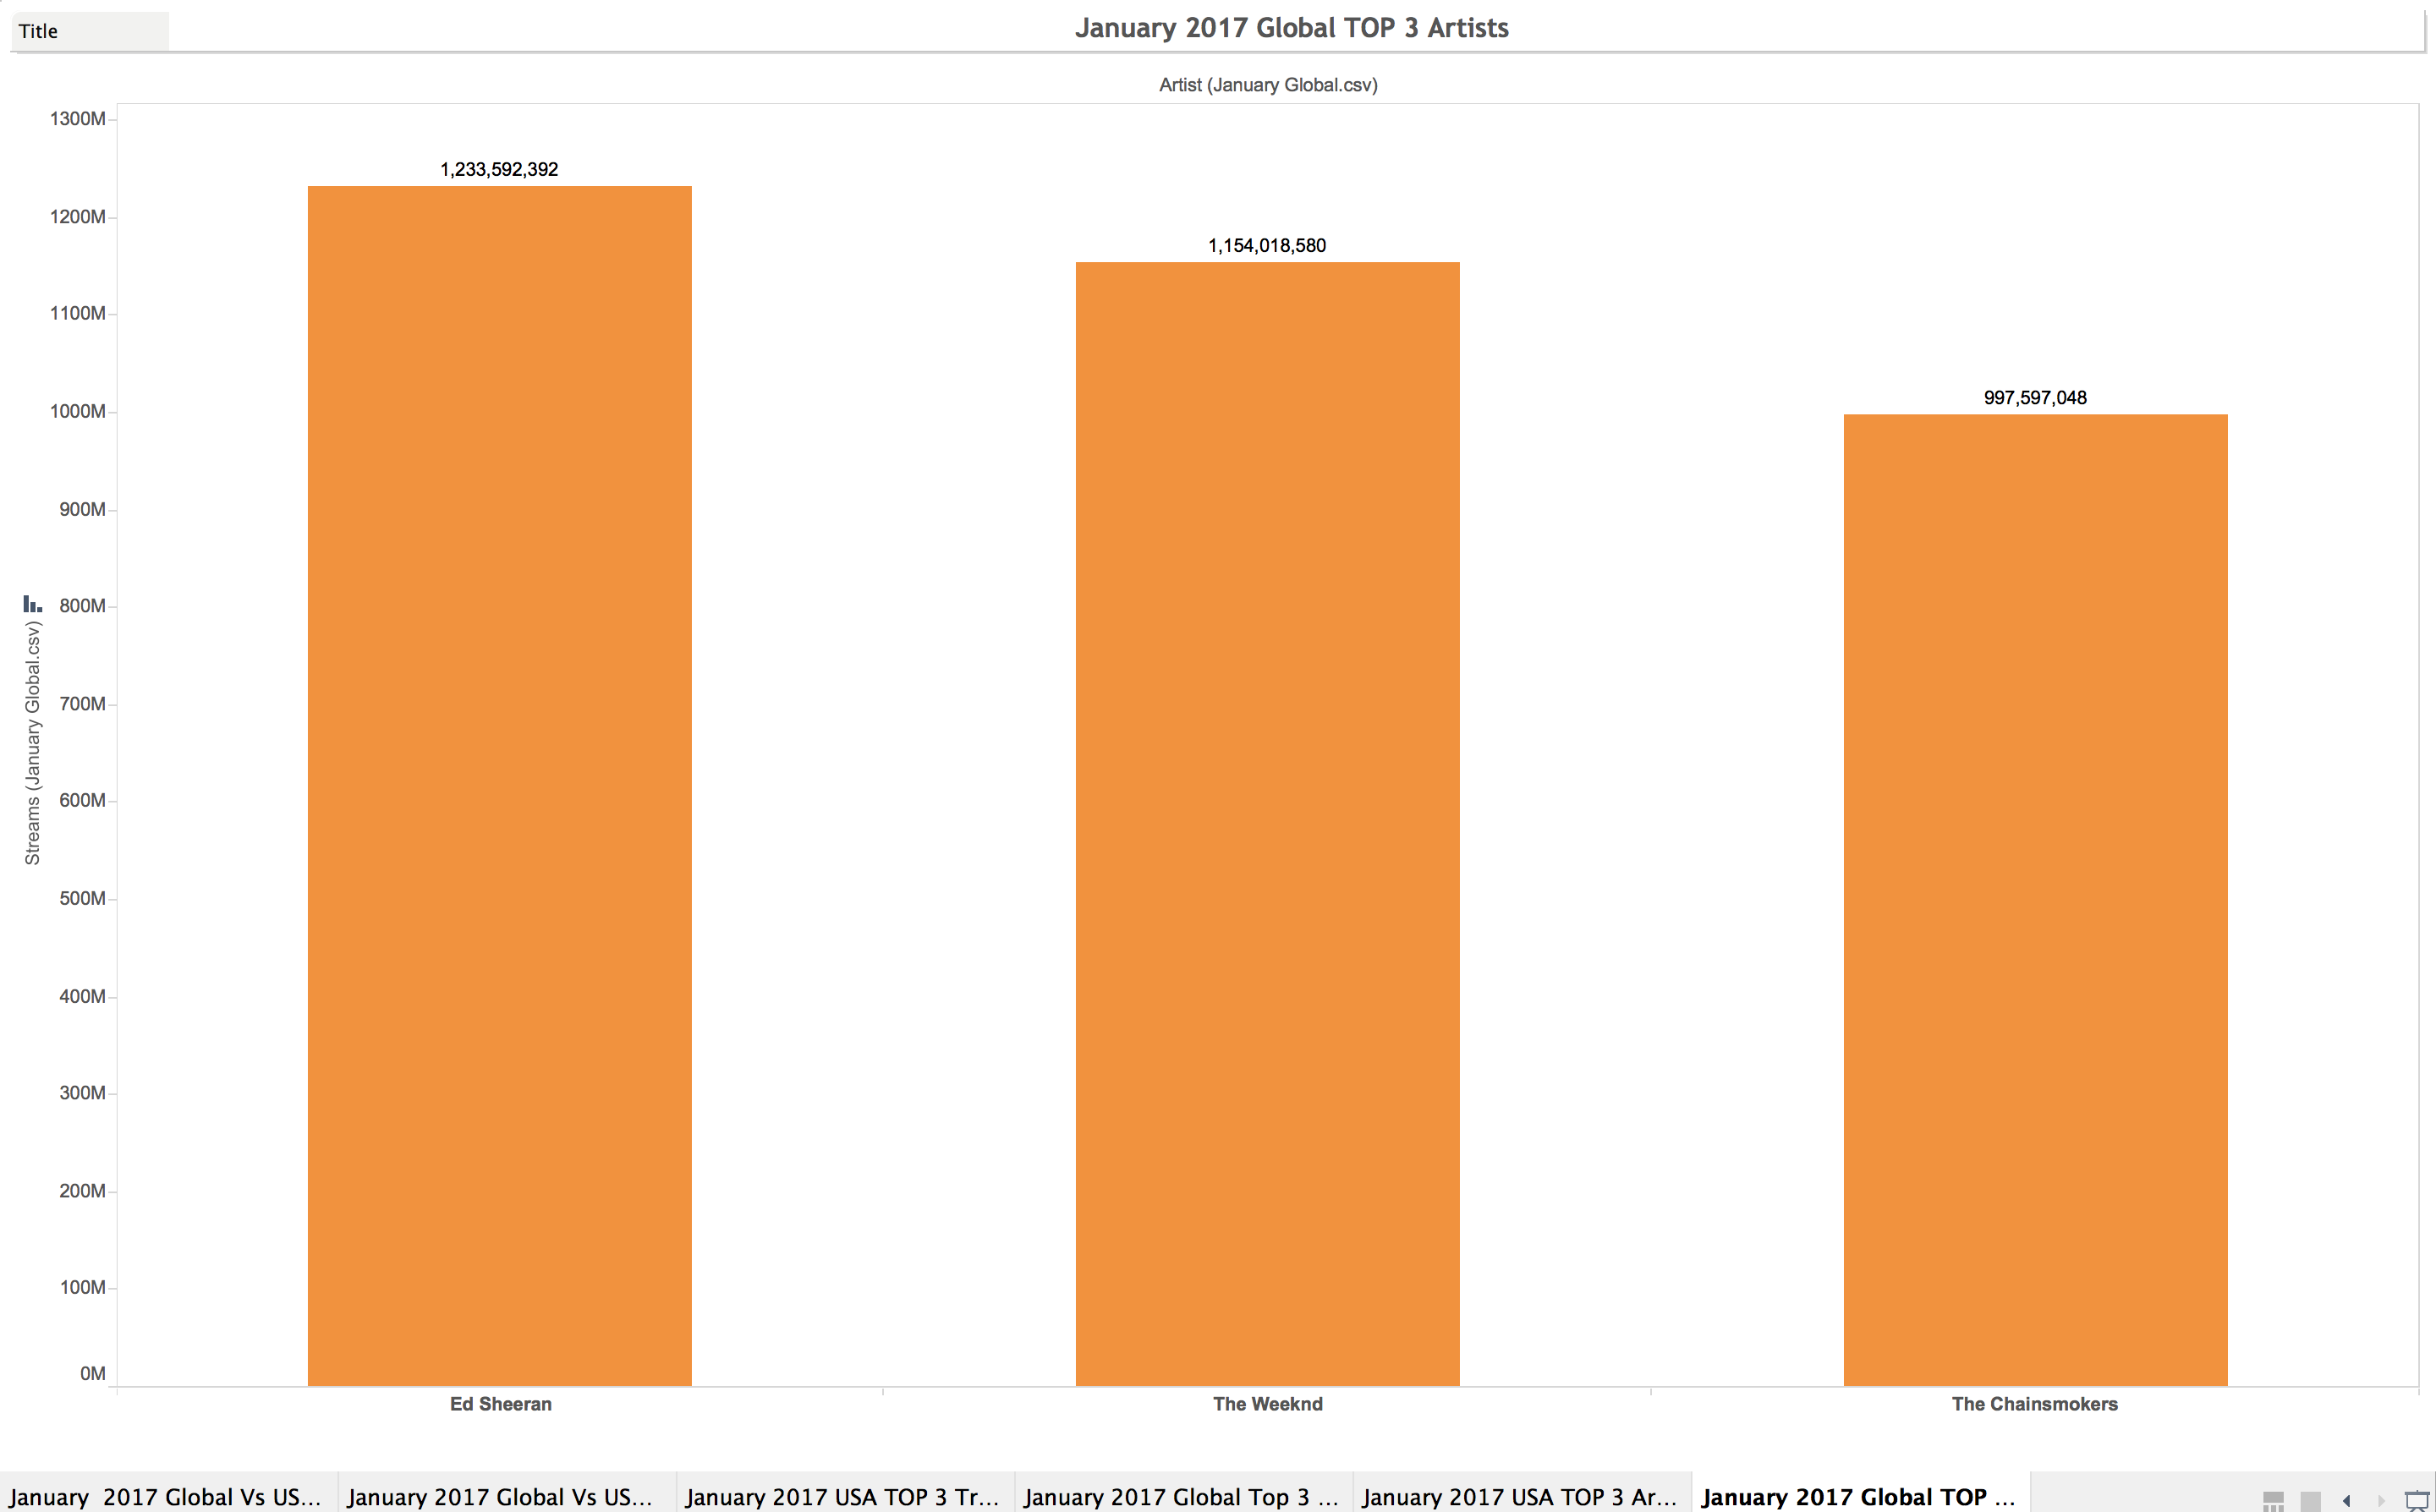 Title
January 2017 Global TOP 3 Artists
Artist (January Global.csv)
1300M
1200M
1100M
1000M
900M
800M
700M
600M
500M
400M
300M
200M
100M
0M
Streams (January Global.csv)
1,233,592,392
1,154,018,580
997,597,048
Ed Sheeran
The Weeknd
The Chainsmokers
January  2017 Global Vs US...
January 2017 Global Vs US...
January 2017 USA TOP 3 Tr...
January 2017 Global Top 3 ...
January 2017 USA TOP 3 Ar...
January 2017 Global TOP ...